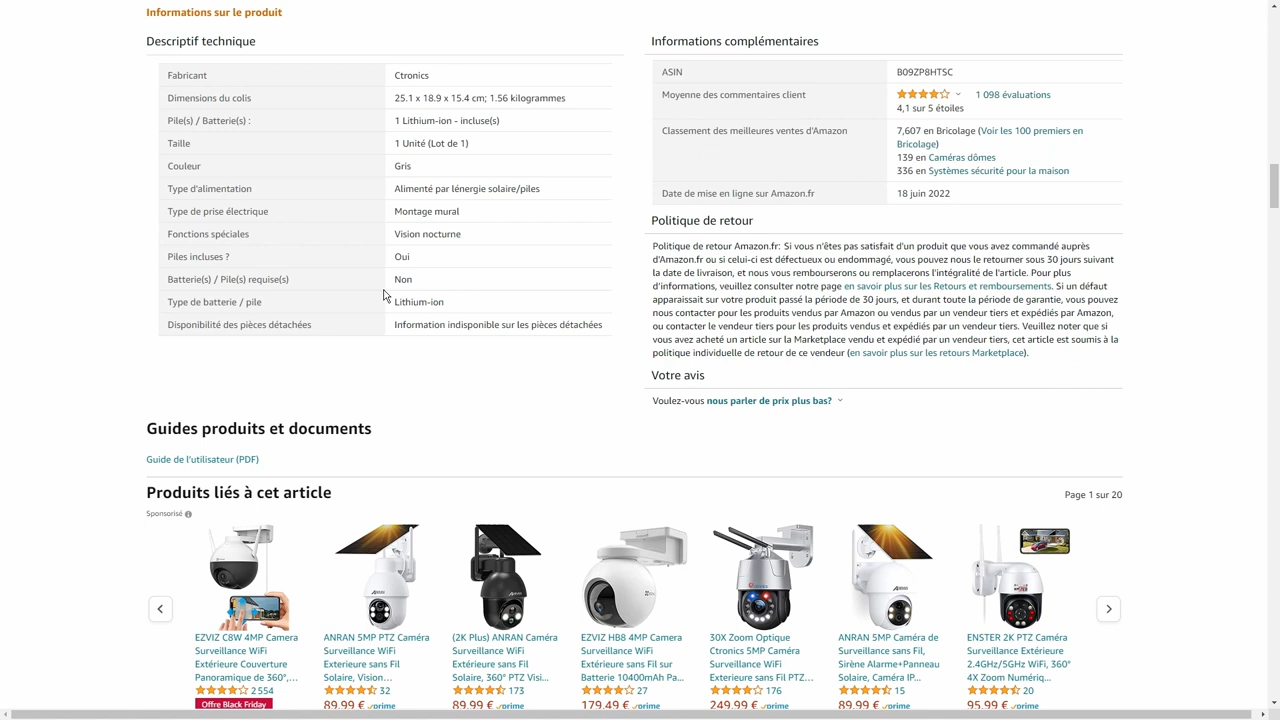 Informations sur le produit
Descriptif technique
Fabricant Ctronics
Dimensions du colis 25.1 x 18.9 x 15.4 cm; 1.56 kilogrammes
Pile(s) / Batterie(s) : 1 Lithium-ion - incluse(s)
Taille 1 Unité (Lot de 1)
Couleur Gris
Type d'alimentation Alimenté par lénergie solaire/piles
Type de prise électrique Montage mural
Fonctions spéciales Vision nocturne
Piles incluses ? Oui
Batterie(s) / Pile(s) requise(s) Non
Type de batterie / pile Lithium-ion
Disponibilité des pièces détachées Information indisponible sur les pièces détachées
Informations complémentaires
ASIN B09ZP8HTSC
Moyenne des commentaires client 1 098 évaluations
4,1 sur 5 étoiles
Classement des meilleures ventes d'Amazon 7,607 en Bricolage (Voir les 100 premiers en
Bricolage)
139 en Caméras dômes
336 en Systèmes sécurité pour la maison
Date de mise en ligne sur Amazon.fr 18 juin 2022
Politique de retour
Politique de retour Amazon.fr: Si vous n'êtes pas satisfait d'un produit que vous avez commandé auprès
d'Amazon.fr ou si celui-ci est défectueux ou endommagé, vous pouvez nous le retourner sous 30 jours suivant
la date de livraison, et nous vous rembourserons ou remplacerons l'intégralité de l'article. Pour plus
d'informations, veuillez consulter notre page en savoir plus sur les Retours et remboursements. Si un défaut
apparaissait sur votre produit passé la période de 30 jours, et durant toute la période de garantie, vous pouvez
nous contacter pour les produits vendus par Amazon ou vendus par un vendeur tiers et expédiés par Amazon,
ou contacter le vendeur tiers pour les produits vendus et expédiés par un vendeur tiers. Veuillez noter que si
vous avez acheté un article sur la Marketplace vendu et expédié par un vendeur tiers, cet article est soumis à la
politique individuelle de retour de ce vendeur (en savoir plus sur les retours Marketplace).
Votre avis
Voulez-vous nous parler de prix plus bas?
Guides produits et documents
Guide de l'utilisateur (PDF)
Produits liés à cet article
Page 1 sur 20
Sponsorisé
EZVIZ C8W 4MP Camera
Surveillance WiFi
Extérieure Couverture
Panoramique de 360°,...
2 554
Offre Black Friday
ANRAN 5MP PTZ Caméra
Surveillance WiFi
Exterieure sans Fil
Solaire, Vision...
32
89,99 € prime
(2K Plus) ANRAN Caméra
Surveillance WiFi
Extérieure sans Fil
Solaire, 360° PTZ Visi...
173
89,99 € prime
EZVIZ HB8 4MP Camera
Surveillance WiFi
Extérieure sans Fil sur
Batterie 10400mAh Pa...
27
179,49 € prime
30X Zoom Optique
Ctronics 5MP Caméra
Surveillance WiFi
Exterieure sans Fil PTZ...
176
249,99 € prime
ANRAN 5MP Caméra de
Surveillance sans Fil,
Sirène Alarme+Panneau
Solaire, Caméra IP...
15
89,99 € prime
ENSTER 2K PTZ Caméra
Surveillance Extérieure
2.4GHz/5GHz WiFi, 360°
4X Zoom Numériq...
20
95,99 € prime